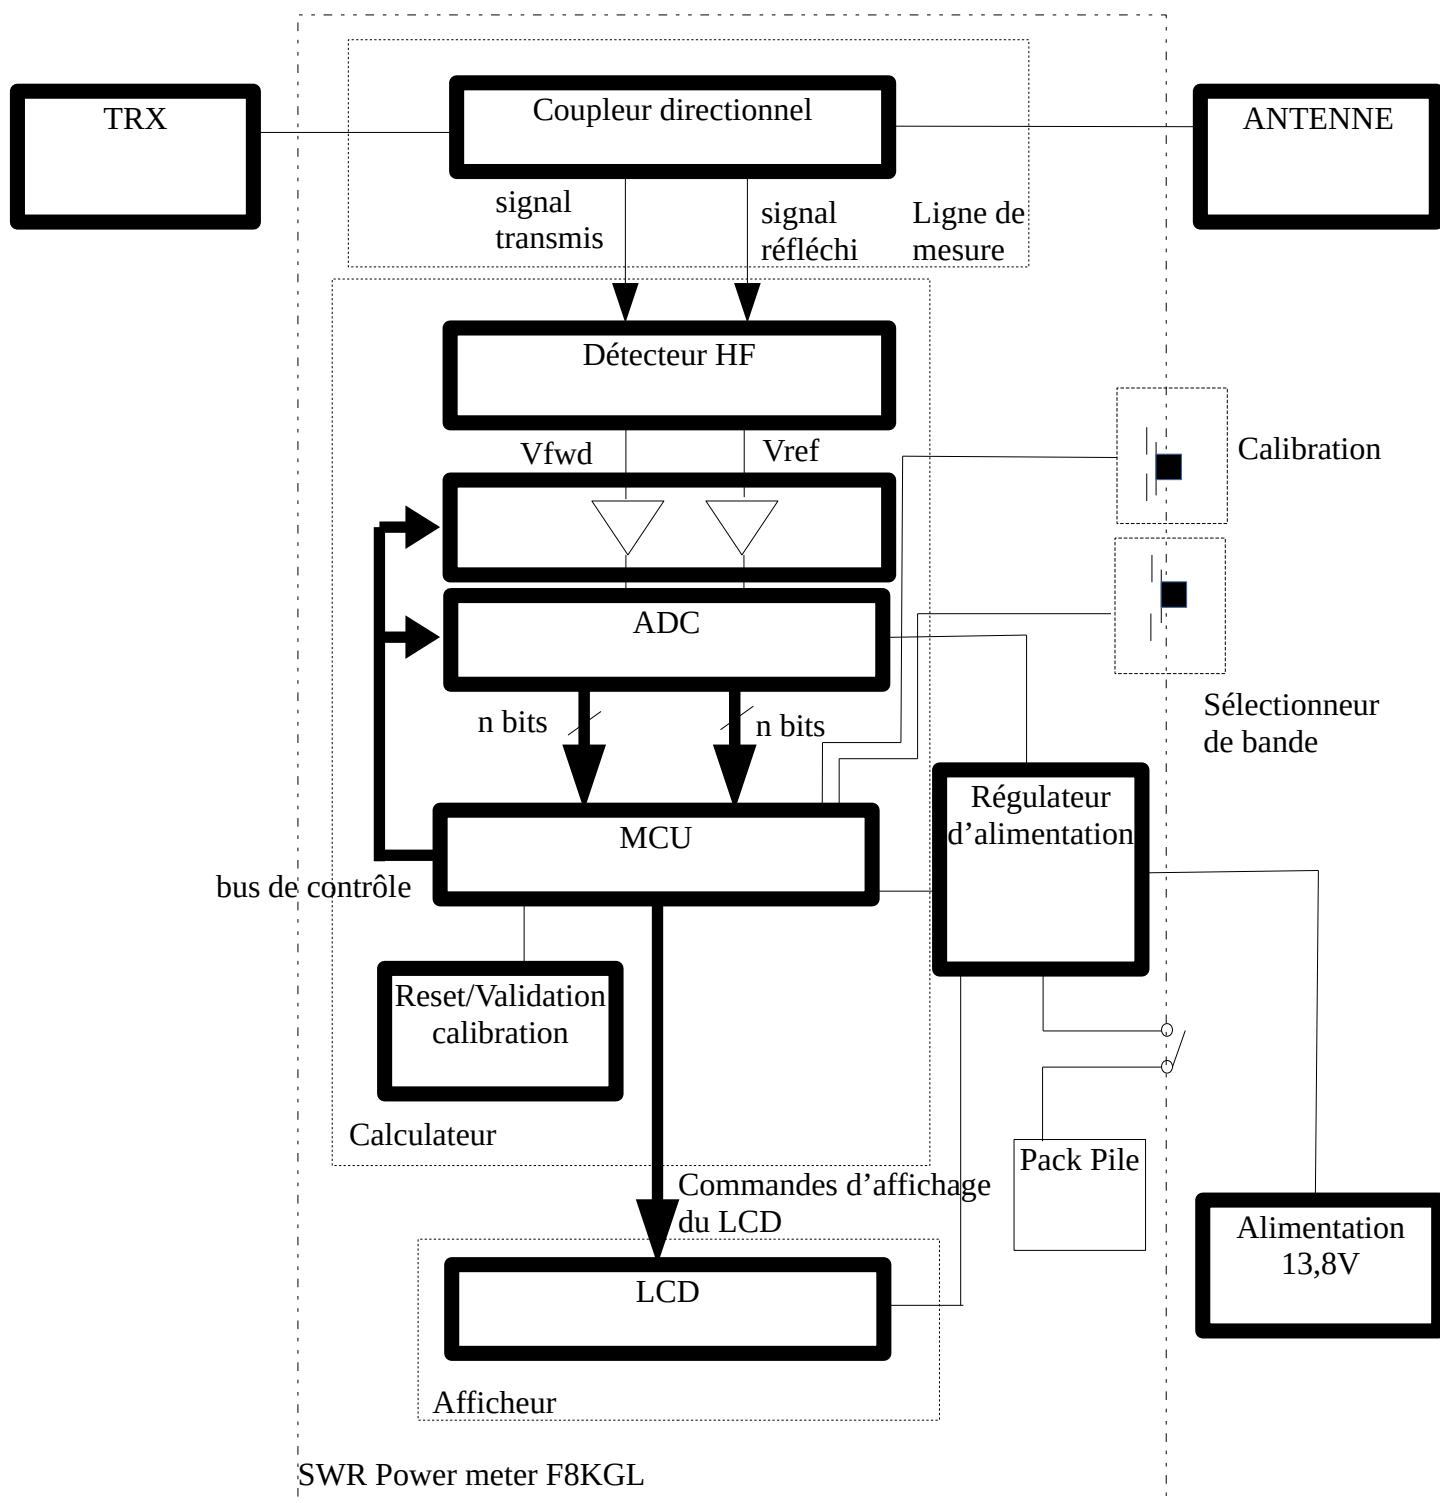 TRX
Coupleur directionnel
ANTENNE
signal
transmis
signal
réfléchi
Ligne de
mesure
Détecteur HF
Vfwd
Vref
Calibration
ADC
n bits
n bits
Sélectionneur
de bande
MCU
Régulateur
d’alimentation
bus de contrôle
Reset/Validation
calibration
Calculateur
Pack Pile
Commandes d’affichage
du LCD
Alimentation
13,8V
LCD
Afficheur
SWR Power meter F8KGL